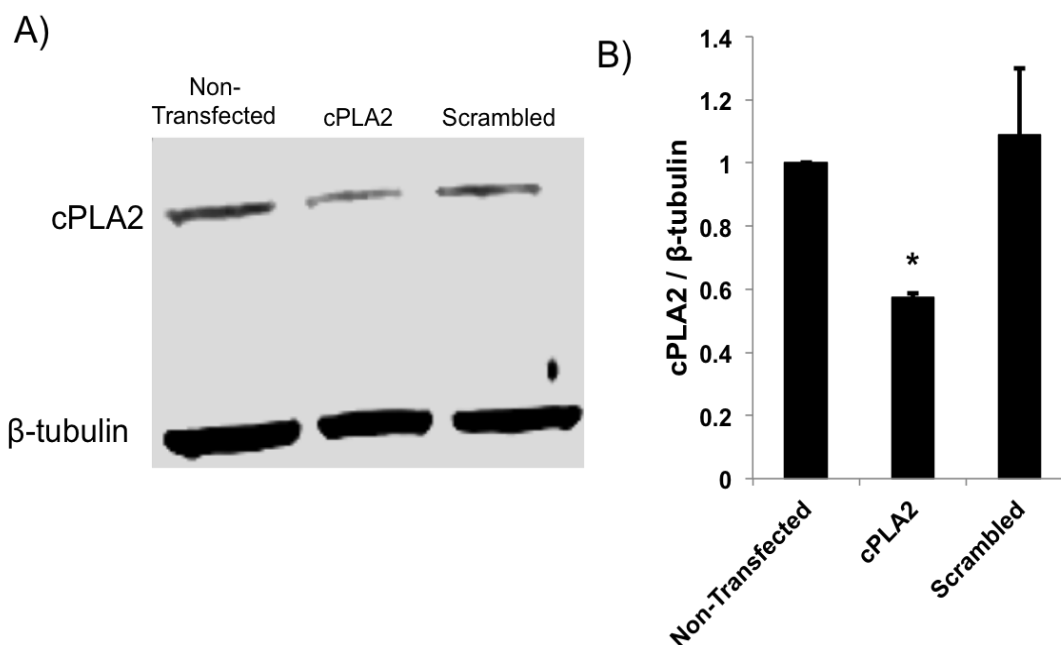 A)
Non-
Transfected
cPLA2
Scrambled
cPLA2
β-tubulin
B)
cPLA2 / β-tubulin
1.4
1.2
1
0.8
0.6
0.4
0.2
0
*
Non-Transfected
cPLA2
Scrambled